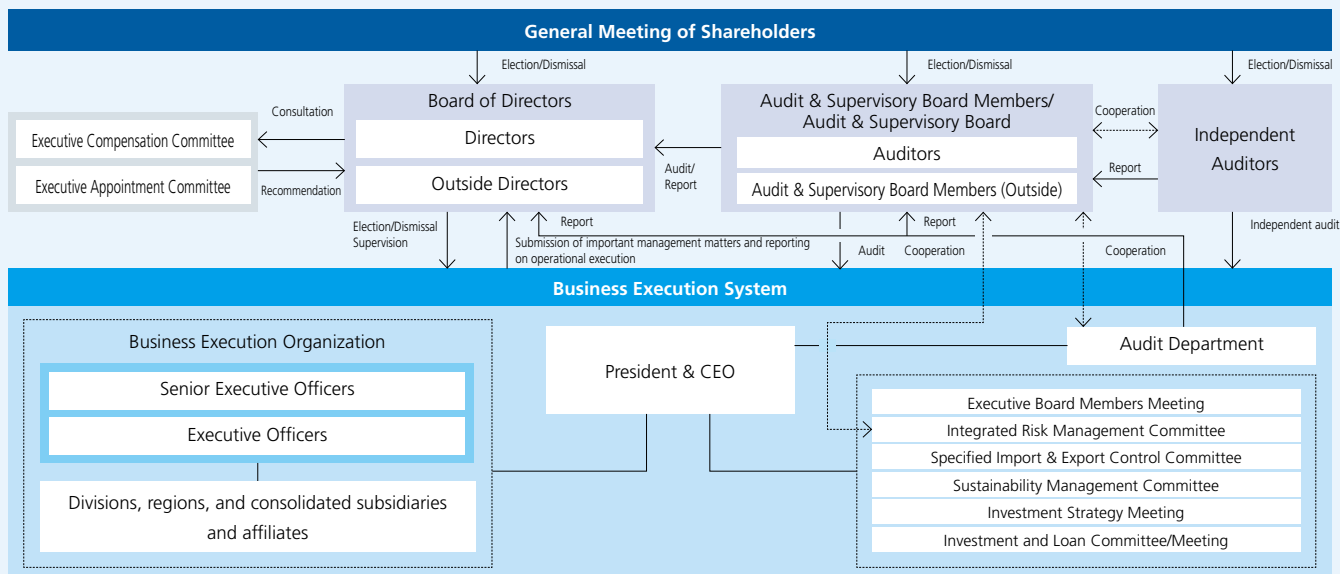 General Meeting of Shareholders
Election/Dismissal
Election/Dismissal
Election/Dismissal
Board of Directors
Directors
Outside Directors
Consultation
Executive Compensation Committee
Executive Appointment Committee
Recommendation
Audit/
Report
Audit & Supervisory Board Members/
Audit & Supervisory Board
Auditors
Audit & Supervisory Board Members (Outside)
Cooperation
Report
Independent
Auditors
Election/Dismissal
Supervision
Report
Submission of important management matters and reporting
on operational execution
Report
Audit
Cooperation
Cooperation
Independent audit
Business Execution System
Business Execution Organization
Senior Executive Officers
Executive Officers
Divisions, regions, and consolidated subsidiaries
and affiliates
President & CEO
Audit Department
Executive Board Members Meeting
Integrated Risk Management Committee
Specified Import & Export Control Committee
Sustainability Management Committee
Investment Strategy Meeting
Investment and Loan Committee/Meeting